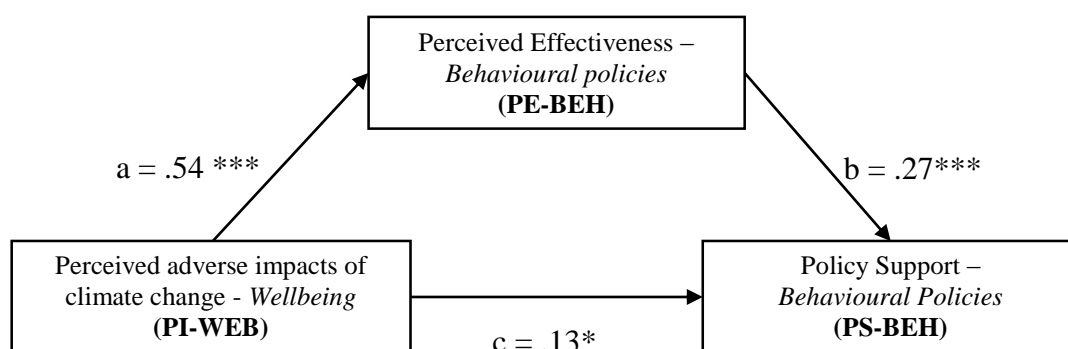 Perceived Effectiveness –
Behavioural policies
(PE-BEH)
a = .54 ***
b = .27***
Perceived adverse impacts of
climate change - Wellbeing
(PI-WEB)
Policy Support –
Behavioural Policies
(PS-BEH)
c = .13*